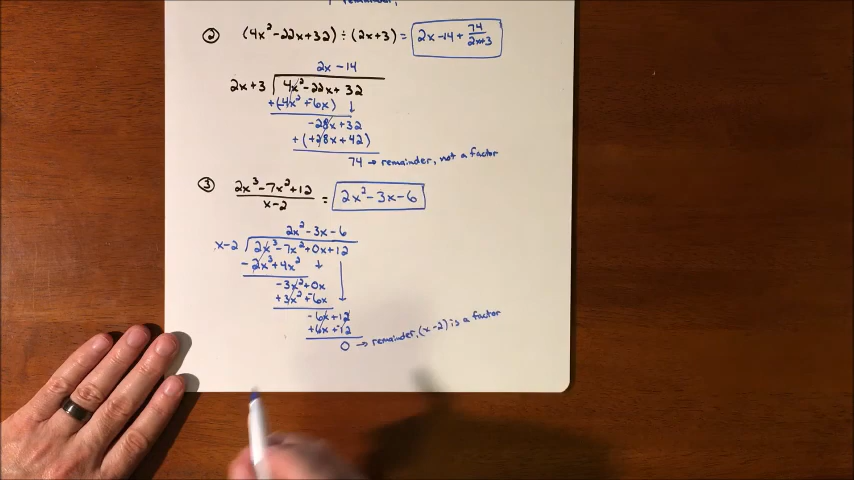 remainder,
② (4x²-22x+32) ÷ (2x+3) = 2x-14 + 74/(2x+3)
2x -14
2x+3 4x²-22x+32
+(-4x²+-6x) ↓
-28x+32
+(+28x+42)
74 → remainder, not a factor
③ (2x³-7x²+12)/(x-2) = 2x²-3x-6
2x²-3x-6
x-2 2x³-7x²+0x+12
-2x³+4x² ↓
-3x²+0x
+3x²+-6x
-6x+12
+6x+-12
0 → remainder, (x-2) is a factor